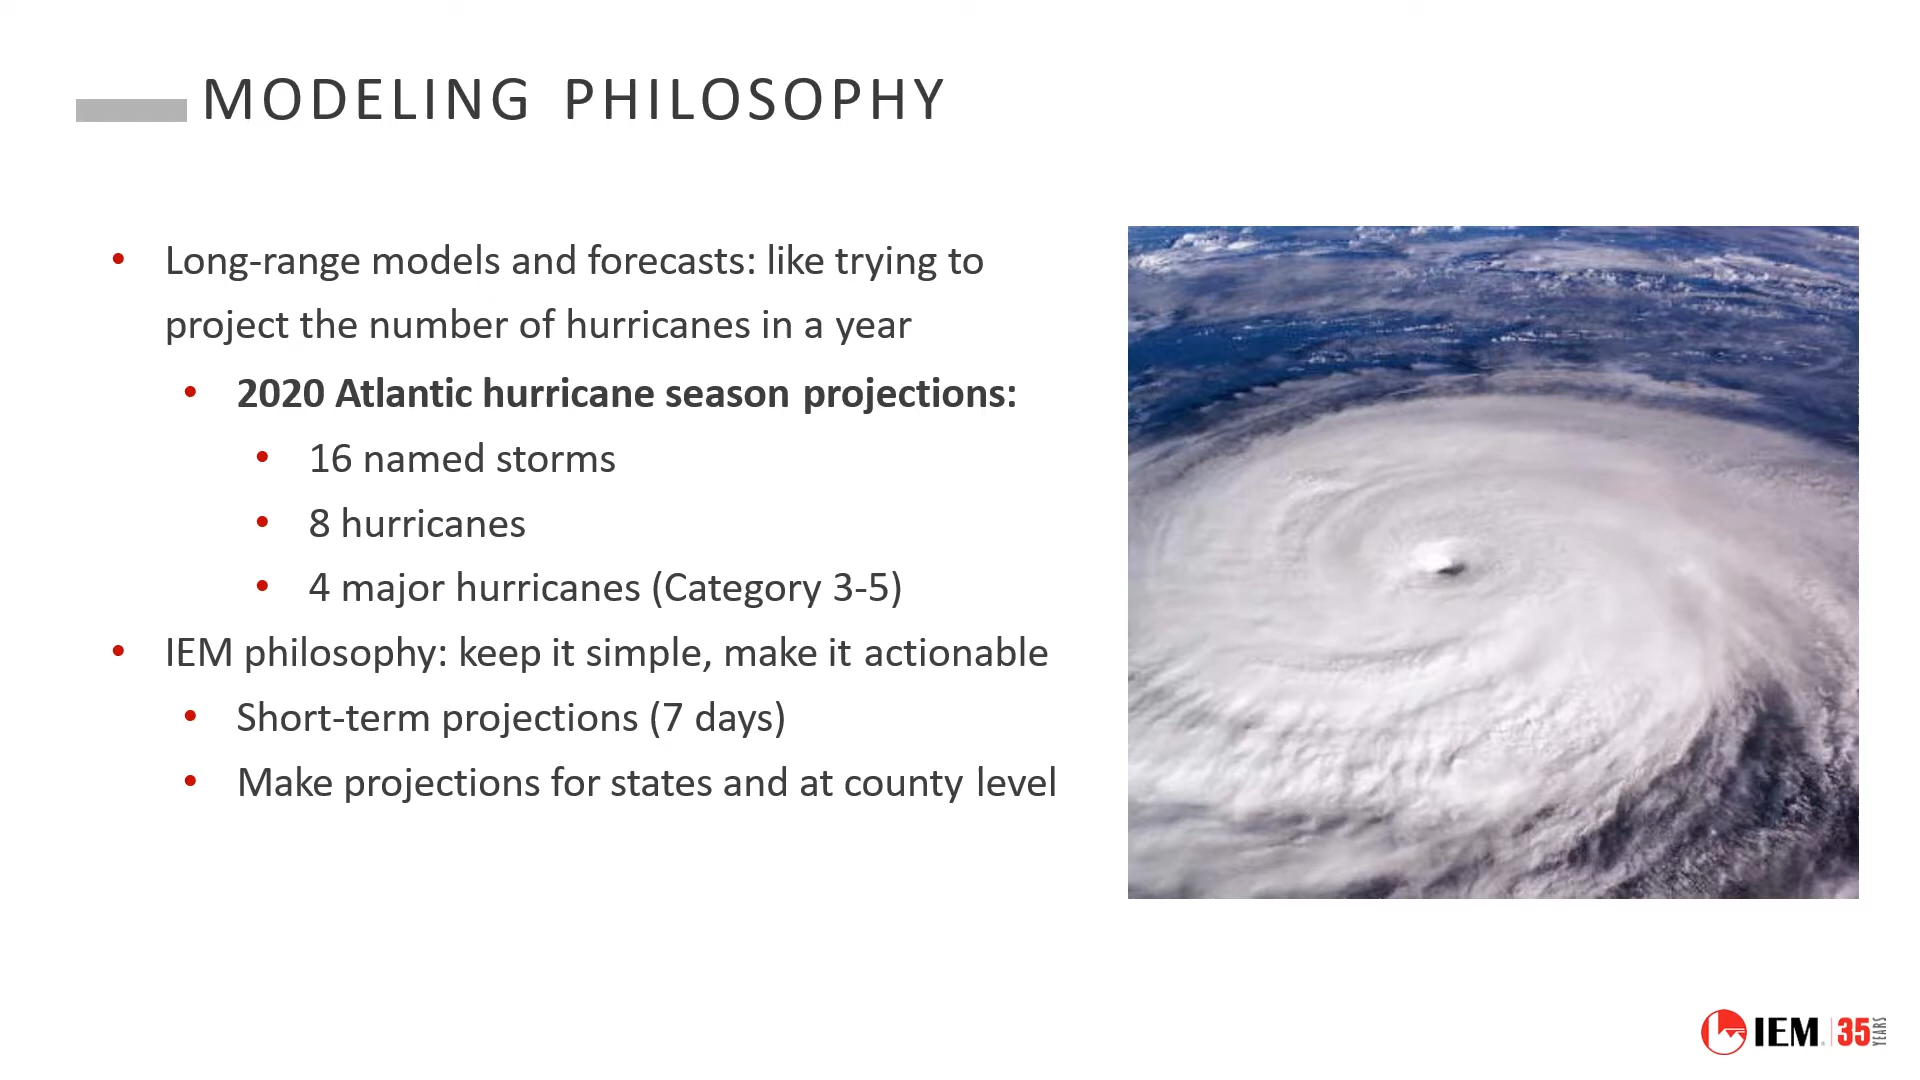 MODELING PHILOSOPHY
• Long-range models and forecasts: like trying to
project the number of hurricanes in a year
• 2020 Atlantic hurricane season projections:
• 16 named storms
• 8 hurricanes
• 4 major hurricanes (Category 3-5)
• IEM philosophy: keep it simple, make it actionable
• Short-term projections (7 days)
• Make projections for states and at county level
IEM® | 35 YEARS